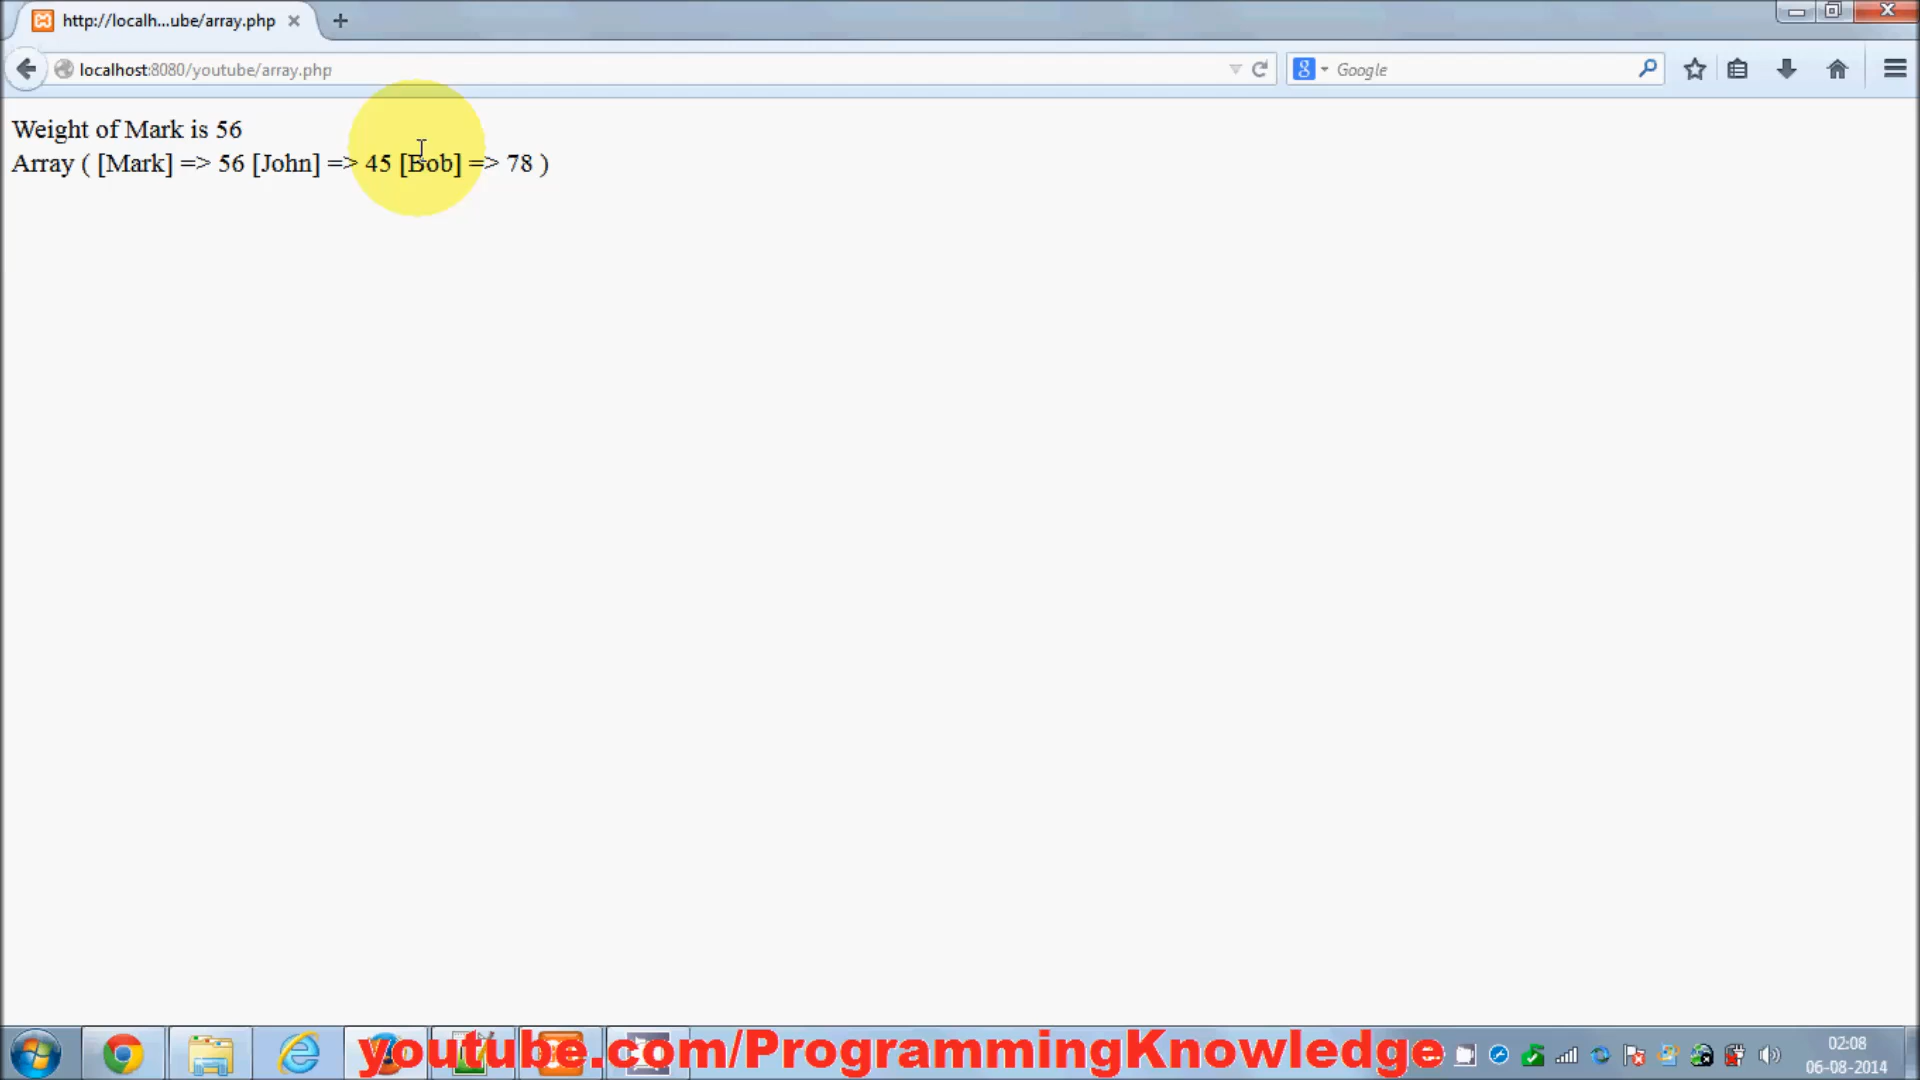 http://localh...ube/array.php
localhost:8080/youtube/array.php
Google
Weight of Mark is 56
Array ( [Mark] => 56 [John] => 45 [Bob] => 78 )
youtube.com/ProgrammingKnowledge
02:08
06-08-2014